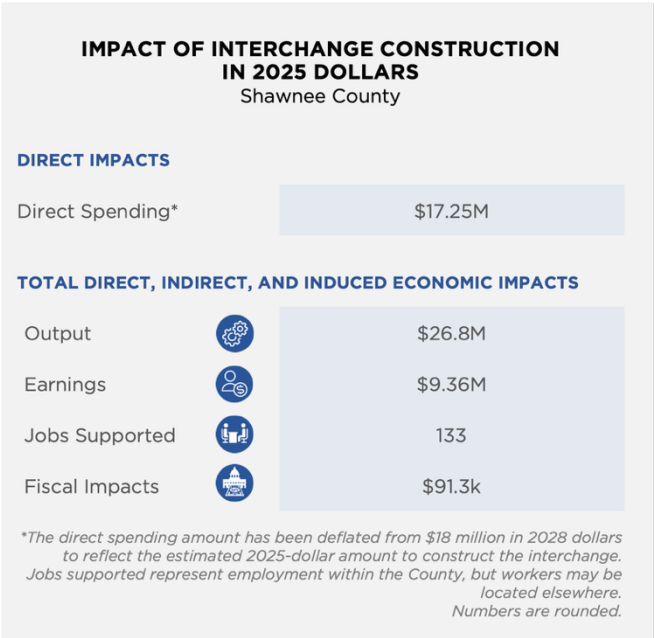 IMPACT OF INTERCHANGE CONSTRUCTION
IN 2025 DOLLARS
Shawnee County
DIRECT IMPACTS
Direct Spending* $17.25M
TOTAL DIRECT, INDIRECT, AND INDUCED ECONOMIC IMPACTS
Output $26.8M
Earnings $9.36M
Jobs Supported 133
Fiscal Impacts $91.3k
*The direct spending amount has been deflated from $18 million in 2028 dollars
to reflect the estimated 2025-dollar amount to construct the interchange.
Jobs supported represent employment within the County, but workers may be
located elsewhere.
Numbers are rounded.